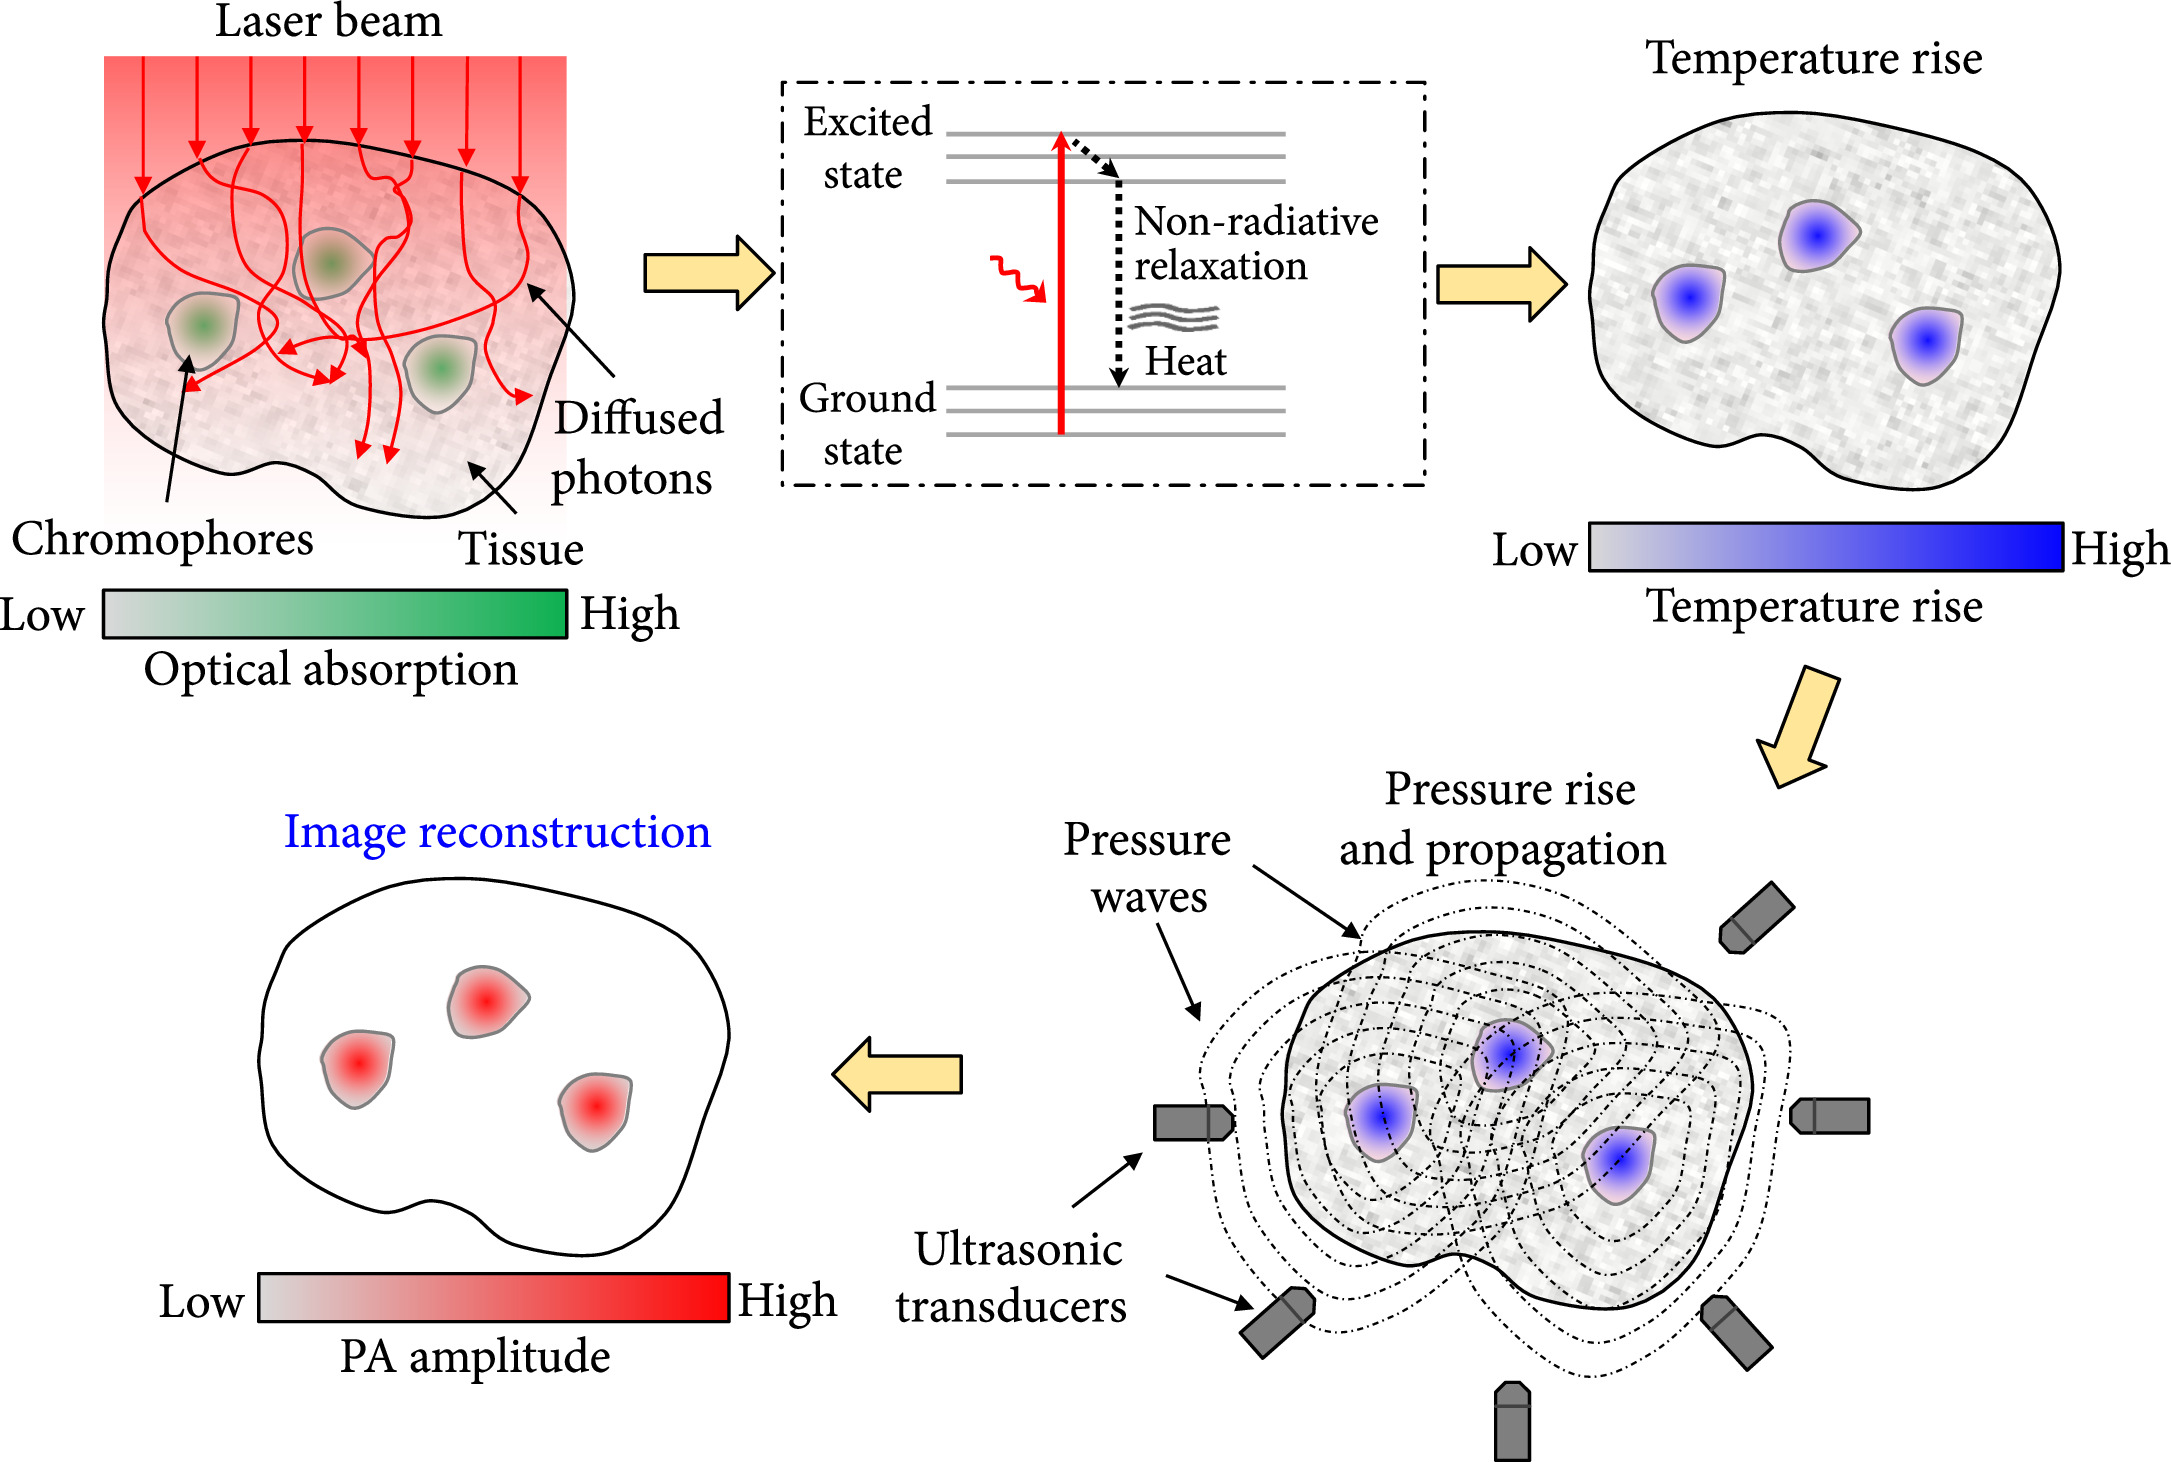 Laser beam
Diffused
photons
Chromophores
Tissue
Low
High
Optical absorption
Excited
state
Non-radiative
relaxation
Heat
Ground
state
Temperature rise
Low
High
Temperature rise
Pressure rise
and propagation
Pressure
waves
Ultrasonic
transducers
Image reconstruction
Low
High
PA amplitude